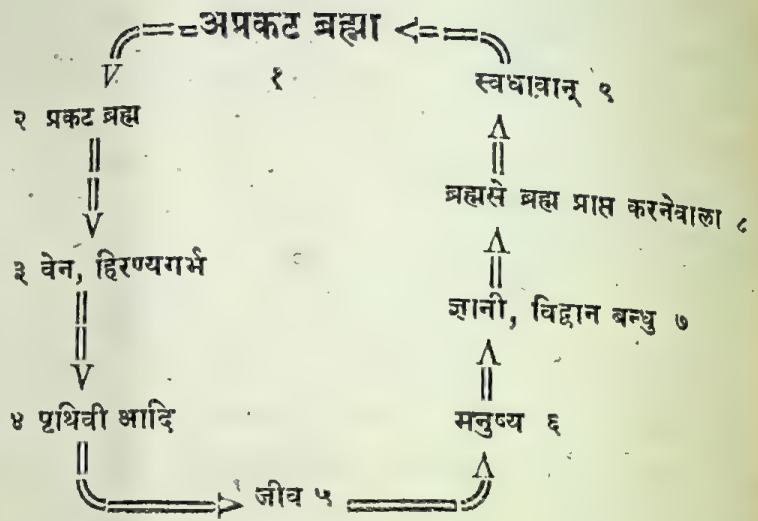 अप्रकट ब्रह्मा
१
२ प्रकट ब्रह्म
३ वेन, हिरण्यगर्भ
४ पृथिवी आदि
जीव ५
मनुष्य ६
ज्ञानी, विद्वान बन्धु ७
ब्रह्मसे ब्रह्म प्राप्त करनेवाला ८
स्वधावान् ९